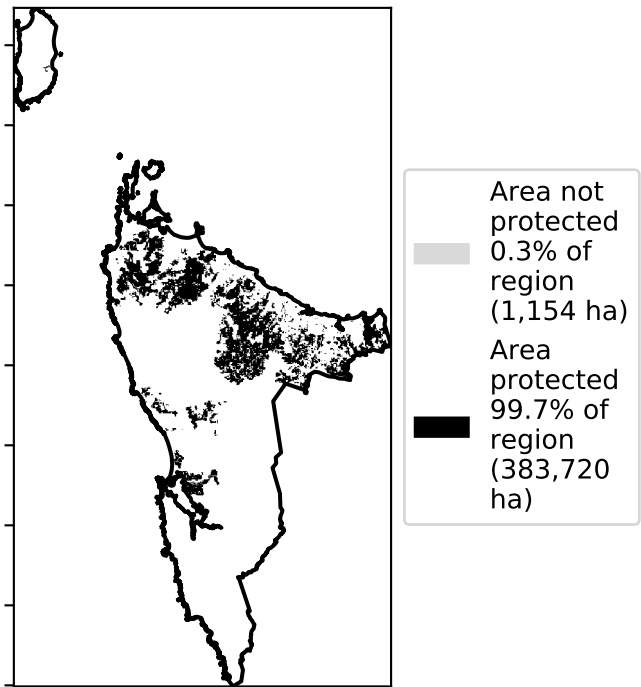 Area not
protected
0.3% of
region
(1,154 ha)
Area
protected
99.7% of
region
(383,720
ha)